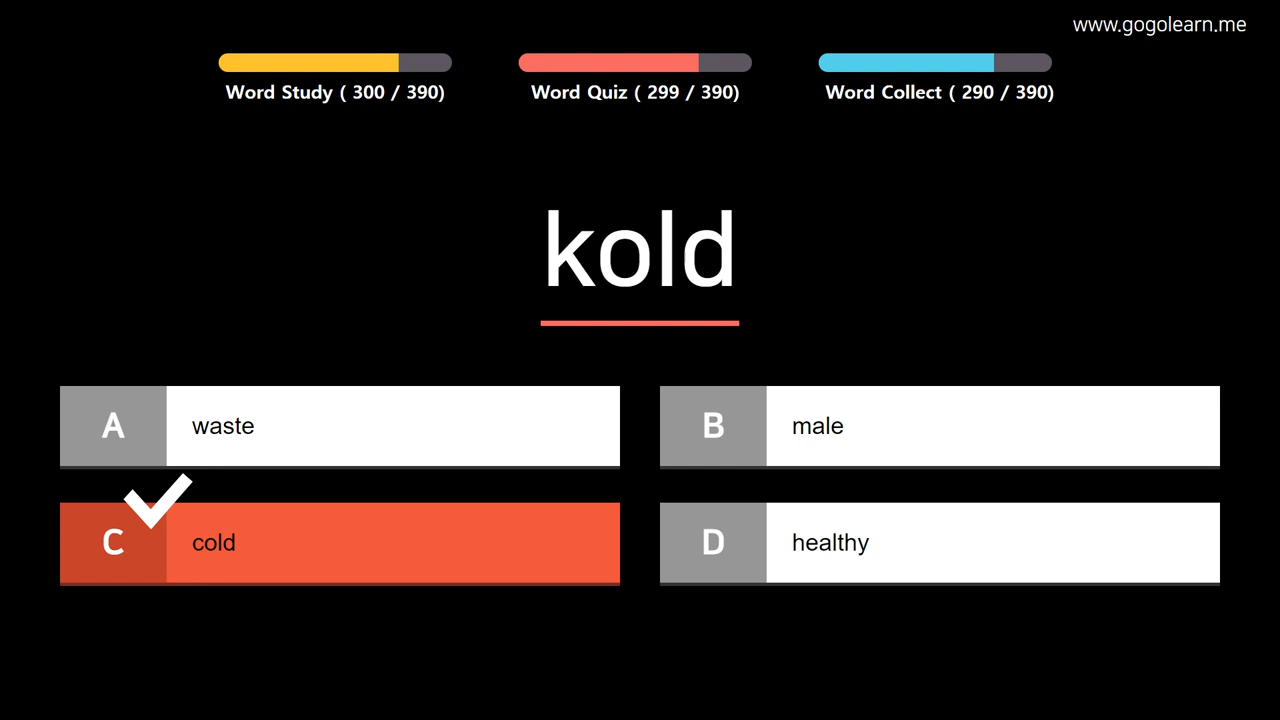 www.gogolearn.me
Word Study ( 300 / 390)
Word Quiz ( 299 / 390)
Word Collect ( 290 / 390)
kold
A waste
B male
C cold
D healthy